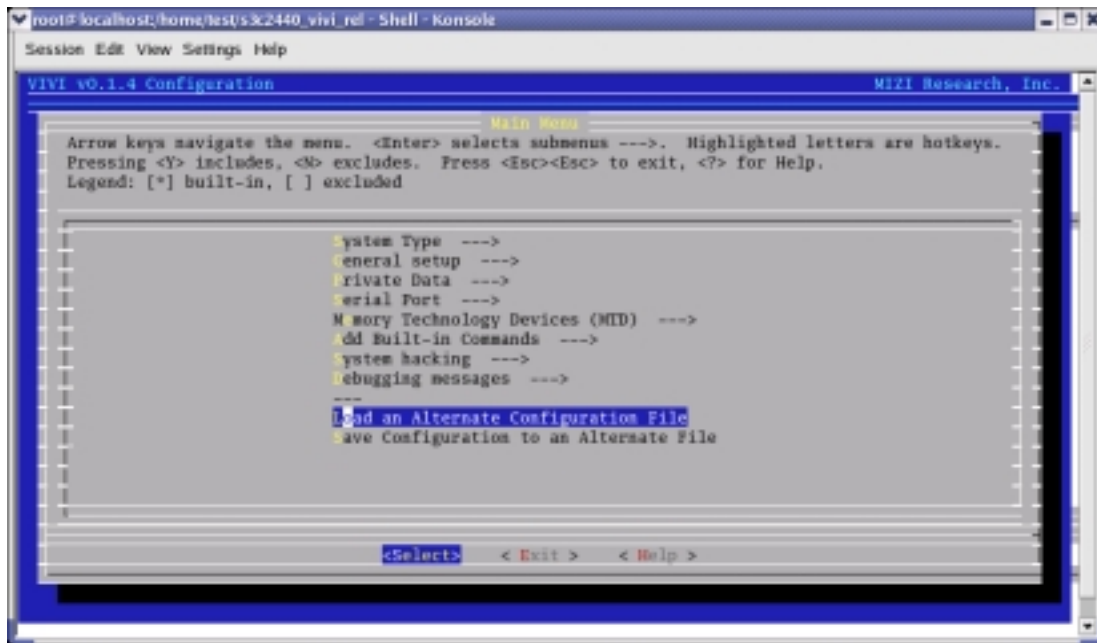 root@localhost:/home/test/s3c2440_vivi_rel - Shell - Konsole
Session Edit View Settings Help
VIVI v0.1.4 Configuration MIZI Research, Inc.
Main Menu
Arrow keys navigate the menu. <Enter> selects submenus --->. Highlighted letters are hotkeys.
Pressing <Y> includes, <N> excludes. Press <Esc><Esc> to exit, <?> for Help.
Legend: [*] built-in, [ ] excluded
System Type --->
General setup --->
Private Data --->
Serial Port --->
Memory Technology Devices (MTD) --->
Add Built-in Commands --->
System hacking --->
Debugging messages --->
---
Load an Alternate Configuration File
Save Configuration to an Alternate File
<Select> < Exit > < Help >